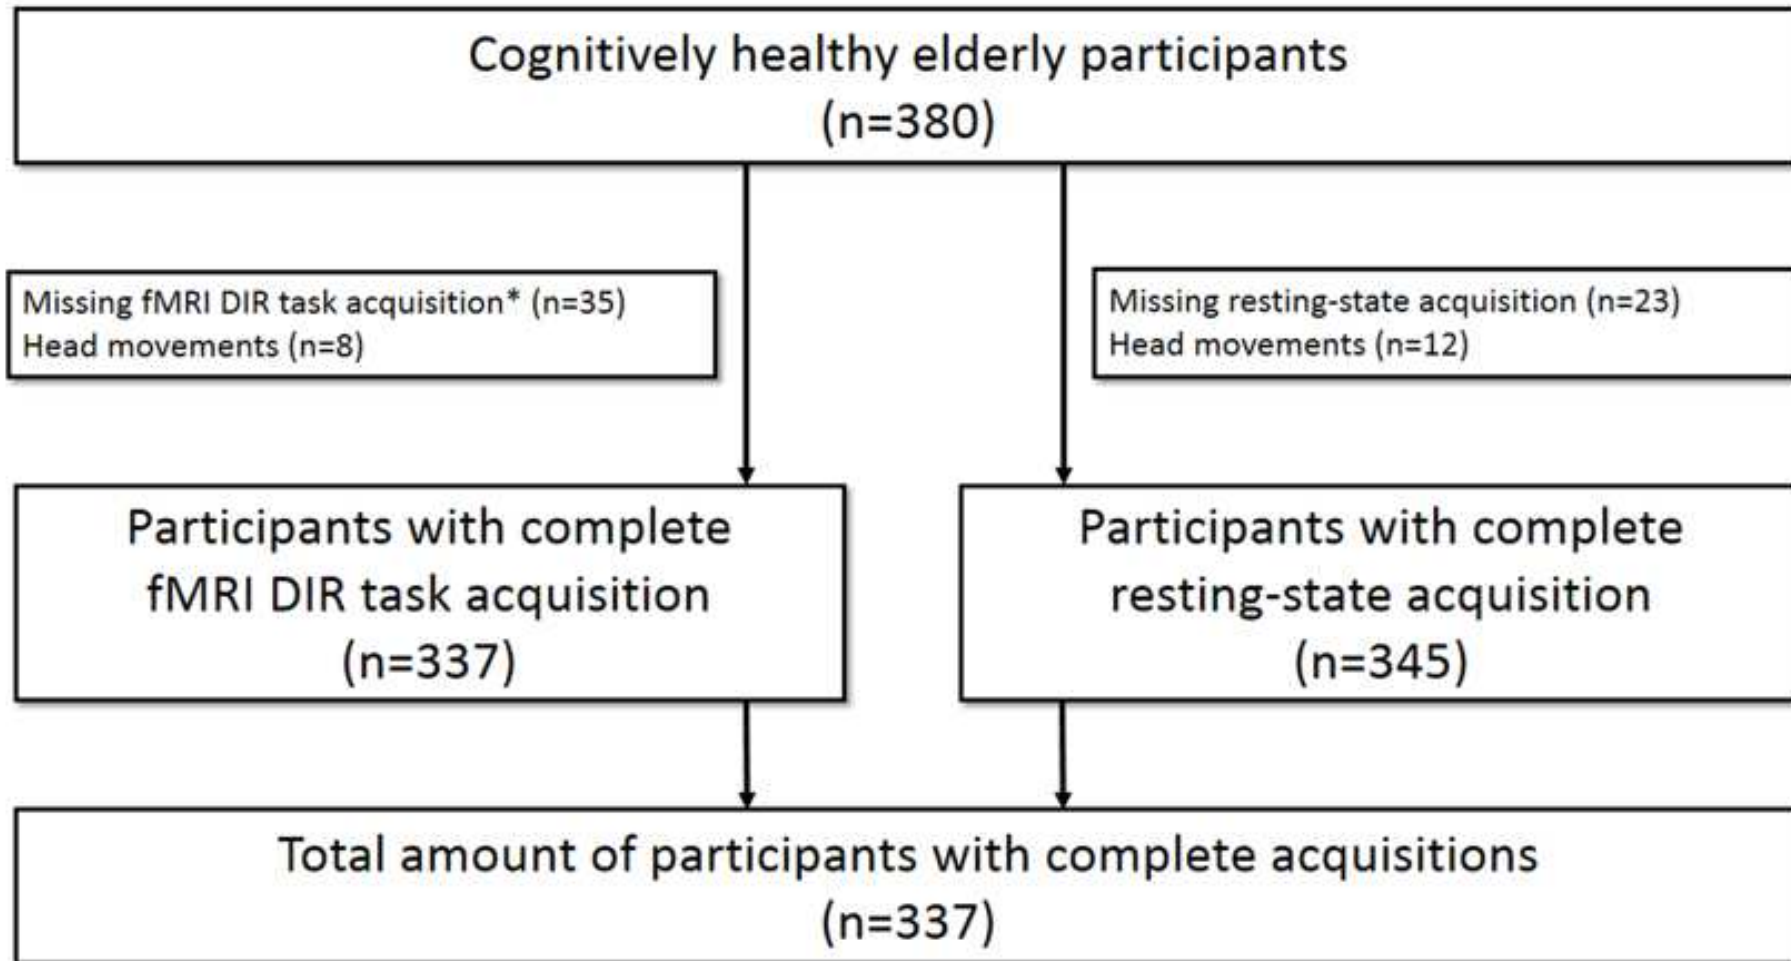 Cognitively healthy elderly participants
(n=380)
Missing fMRI DIR task acquisition* (n=35)
Head movements (n=8)
Missing resting-state acquisition (n=23)
Head movements (n=12)
Participants with complete
fMRI DIR task acquisition
(n=337)
Participants with complete
resting-state acquisition
(n=345)
Total amount of participants with complete acquisitions
(n=337)